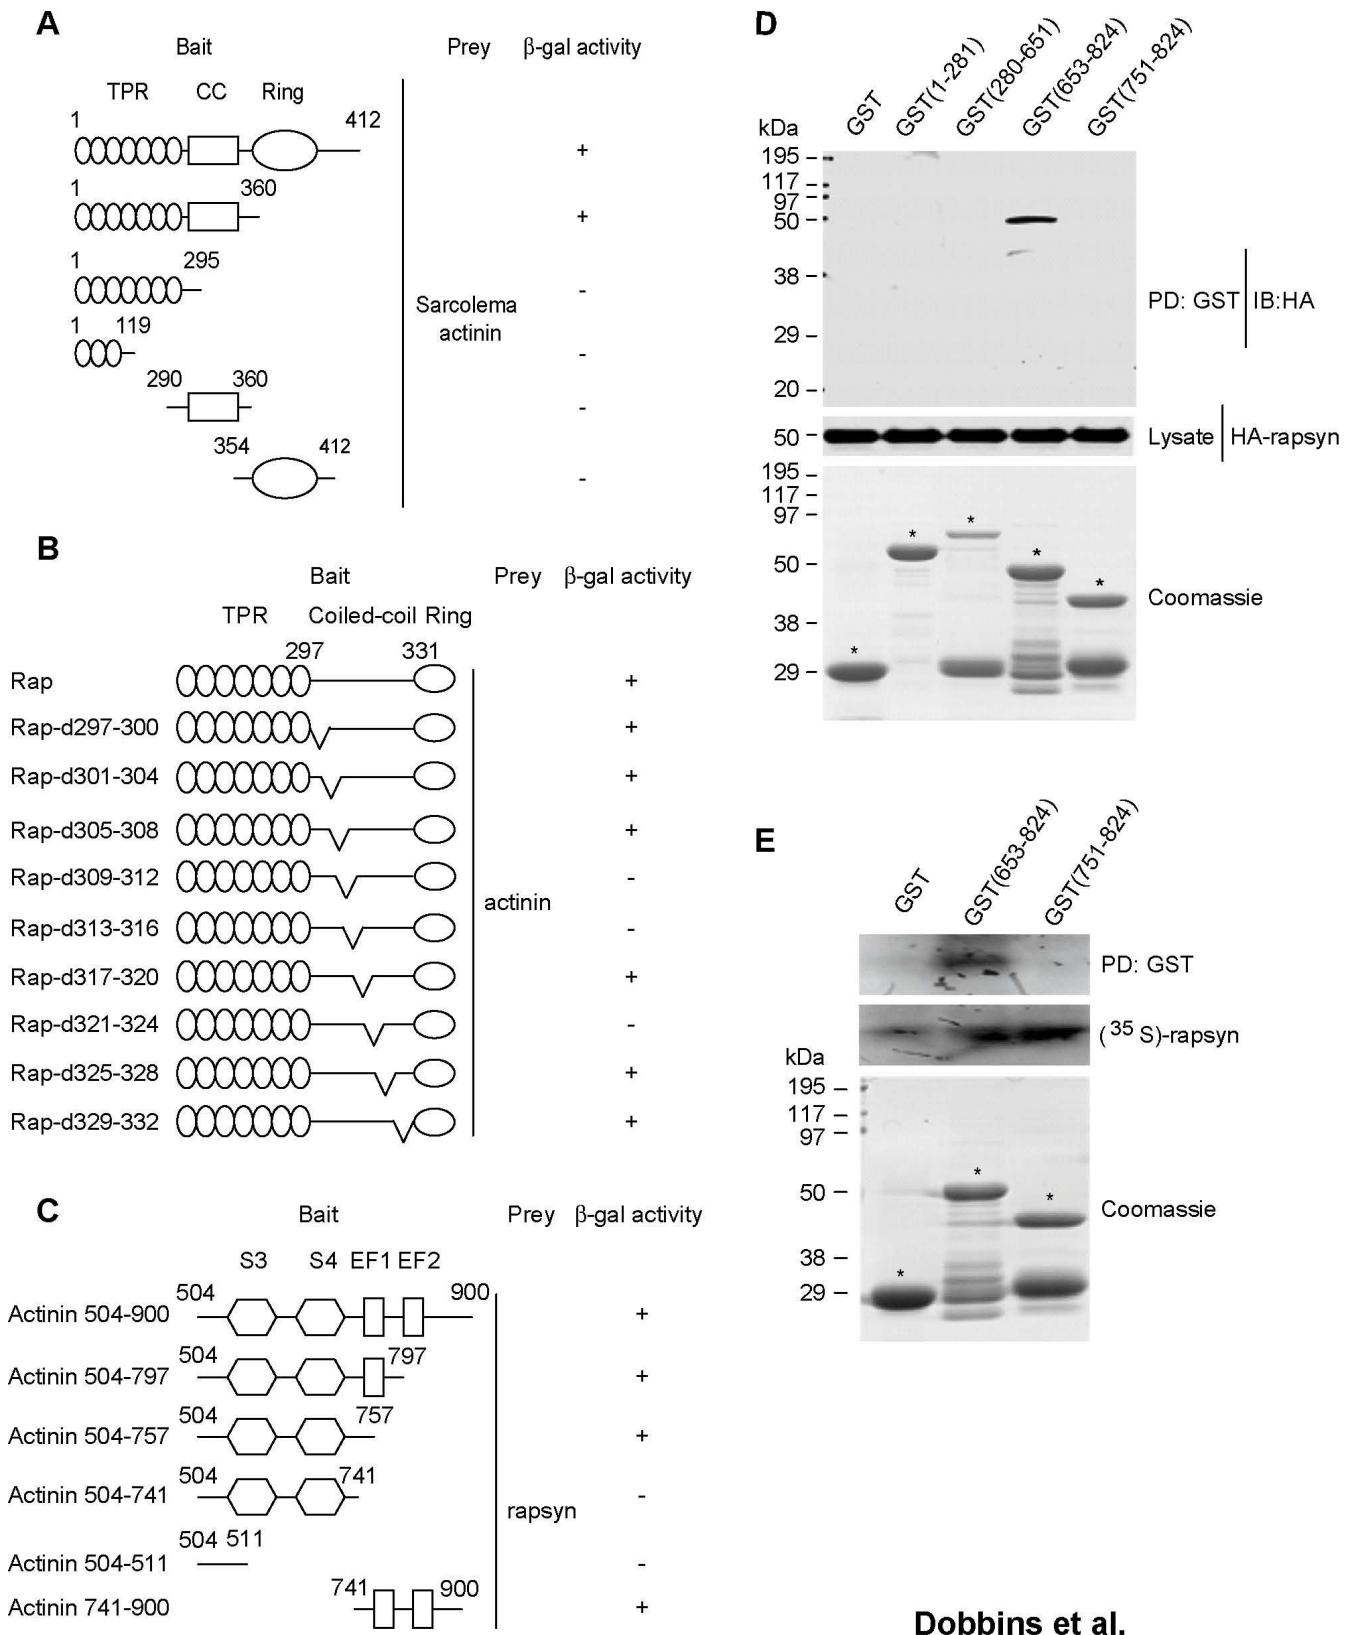 A
Bait Prey β-gal activity
TPR CC Ring
1 412
+
1 360
+
1 295
-
1 119
-
290 360
-
354 412
-
Sarcolema
actinin
B
Bait Prey β-gal activity
TPR Coiled-coil Ring
297 331
Rap +
Rap-d297-300 +
Rap-d301-304 +
Rap-d305-308 +
Rap-d309-312 -
actinin
Rap-d313-316 -
Rap-d317-320 +
Rap-d321-324 -
Rap-d325-328 +
Rap-d329-332 +
C
Bait Prey β-gal activity
S3 S4 EF1 EF2
504 900
Actinin 504-900 +
504 797
Actinin 504-797 +
504 757
Actinin 504-757 +
504 741
Actinin 504-741 -
rapsyn
504 511
Actinin 504-511 -
741 900
Actinin 741-900 +
D
GST GST(1-281) GST(280-651) GST(653-824) GST(751-824)
kDa
195
117
97
50
38
29
20
PD: GST IB:HA
50 Lysate HA-rapsyn
195
117
97
50
38
29
* * * * *
Coomassie
E
GST GST(653-824) GST(751-824)
PD: GST
(35S)-rapsyn
kDa
195
117
97
50
38
29
* * *
Coomassie
Dobbins et al.